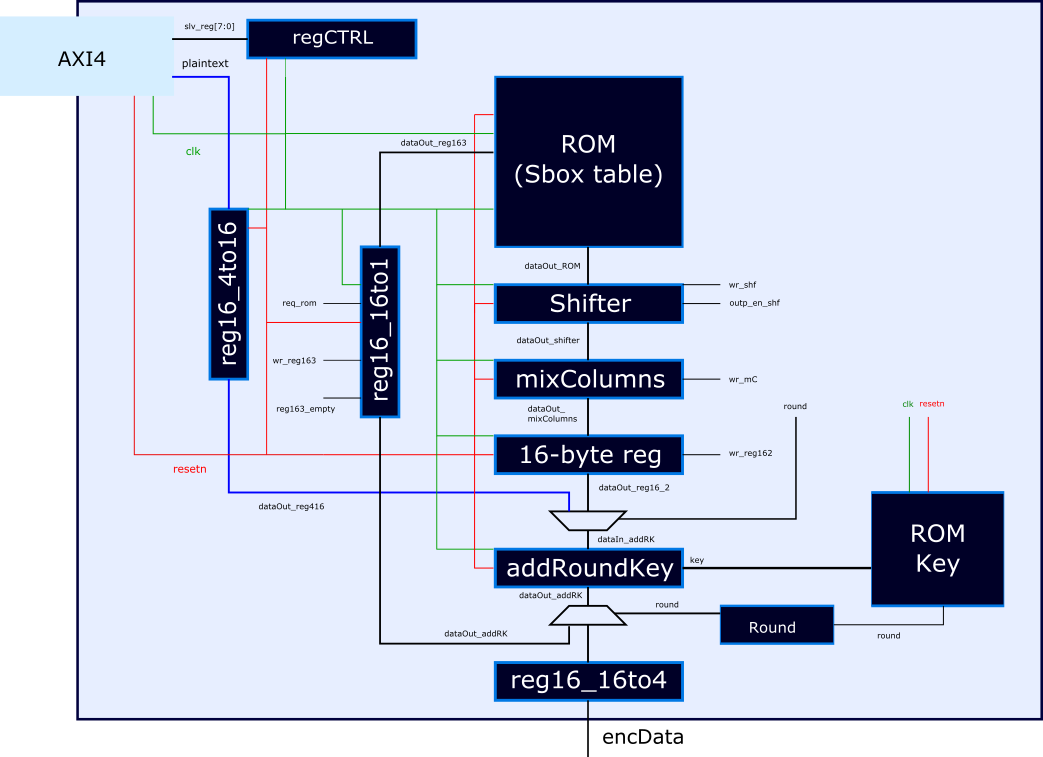 slv_reg[7:0]
regCTRL
AXI4
plaintext
clk
dataOut_reg163
ROM
(Sbox table)
reg16_4to16
reg16_16to1
dataOut_ROM
wr_shf
req_rom
Shifter
outp_en_shf
dataOut_shifter
wr_reg163
mixColumns
wr_mC
reg163_empty
dataOut_
mixColumns
round
clk
resetn
16-byte reg
wr_reg162
resetn
dataOut_reg16_2
dataOut_reg416
ROM
Key
dataIn_addRK
addRoundKey
key
dataOut_addRK
round
Round
dataOut_addRK
round
reg16_16to4
encData